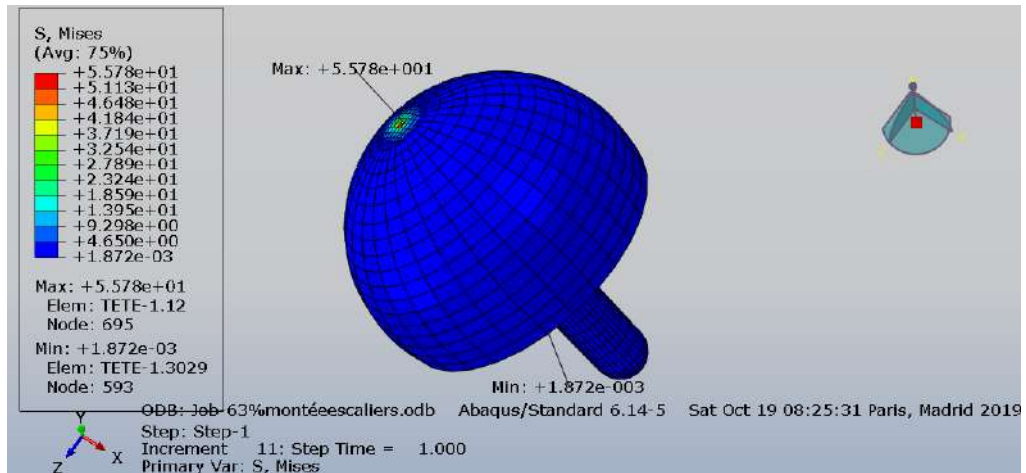 S, Mises
(Avg: 75%)
+5.578e+01
+5.113e+01
+4.648e+01
+4.184e+01
+3.719e+01
+3.254e+01
+2.789e+01
+2.324e+01
+1.859e+01
+1.395e+01
+9.298e+00
+4.650e+00
+1.872e-03
Max: +5.578e+01
Elem: TETE-1.12
Node: 695
Min: +1.872e-03
Elem: TETE-1.3029
Node: 593
Max: +5.578e+001
Min: +1.872e-003
ODB: Job-63%montéeescaliers.odb Abaqus/Standard 6.14-5 Sat Oct 19 08:25:31 Paris, Madrid 2019
Step: Step-1
Increment 11: Step Time = 1.000
Primary Var: S, Mises
Y
X
Z